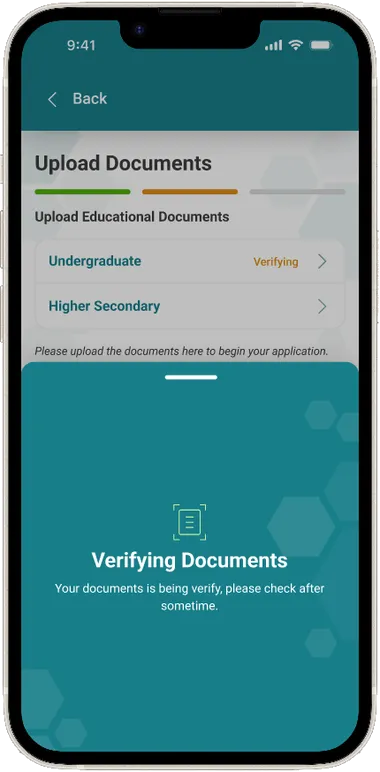 9:41
Back
Upload Documents
Upload Educational Documents
Undergraduate Verifying
Higher Secondary
Please upload the documents here to begin your application.
Verifying Documents
Your documents is being verify, please check after
sometime.